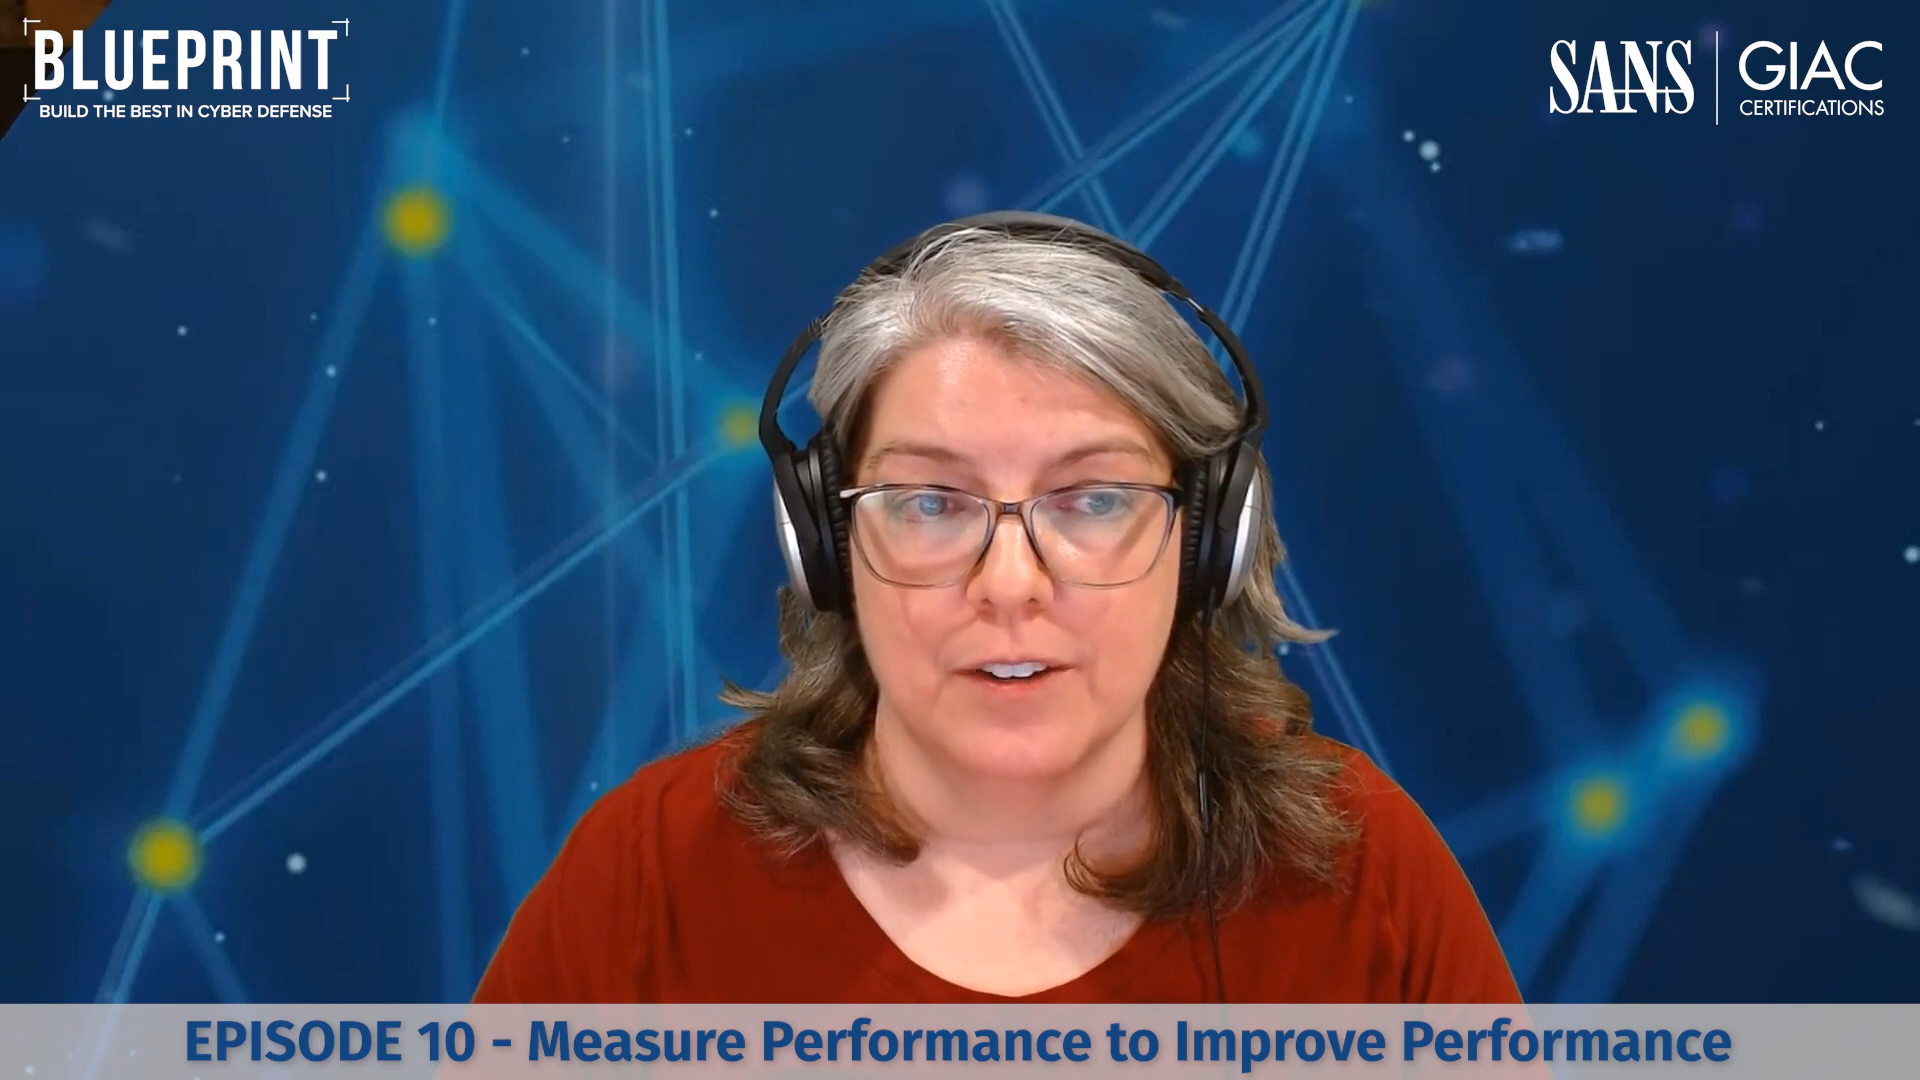 BLUEPRINT
BUILD THE BEST IN CYBER DEFENSE
SANS
GIAC
CERTIFICATIONS
EPISODE 10 - Measure Performance to Improve Performance